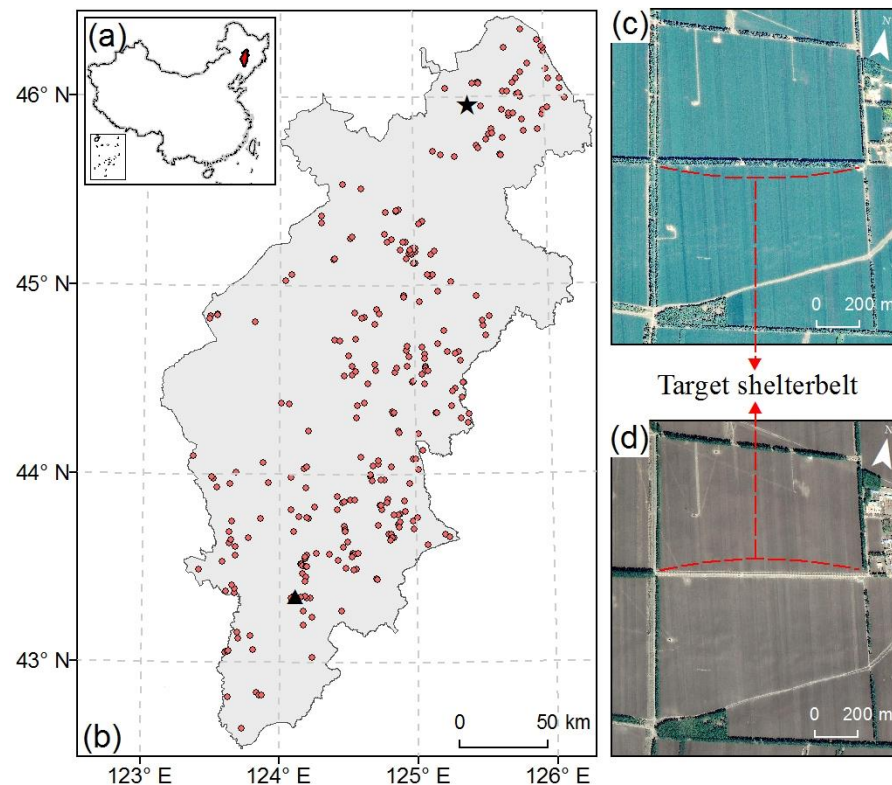 (a)
46° N
45° N
44° N
43° N
(b)
0 50 km
123° E 124° E 125° E 126° E
(c)
N
0 200 m
Target shelterbelt
(d)
N
0 200 m